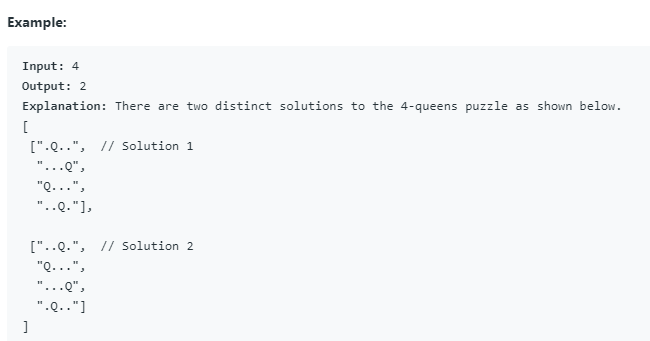 Example:
Input: 4
Output: 2
Explanation: There are two distinct solutions to the 4-queens puzzle as shown below.
[
[".Q..", // Solution 1
"...Q",
"Q...",
"..Q."],
["..Q.", // Solution 2
"Q...",
"...Q",
".Q.."]
]